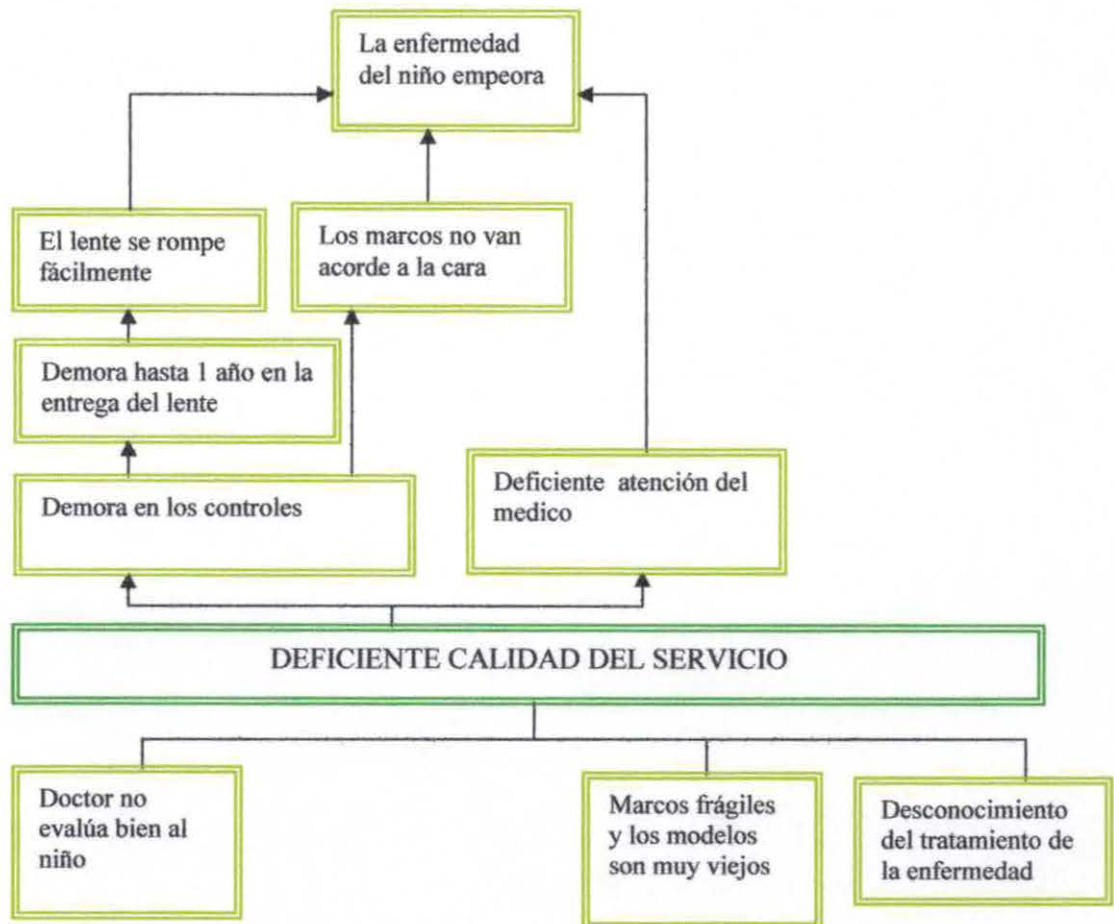 La enfermedad
del niño empeora
El lente se rompe
fácilmente
Los marcos no van
acorde a la cara
Demora hasta 1 año en la
entrega del lente
Demora en los controles
Deficiente atención del
medico
DEFICIENTE CALIDAD DEL SERVICIO
Doctor no
evalúa bien al
niño
Marcos frágiles
y los modelos
son muy viejos
Desconocimiento
del tratamiento de
la enfermedad